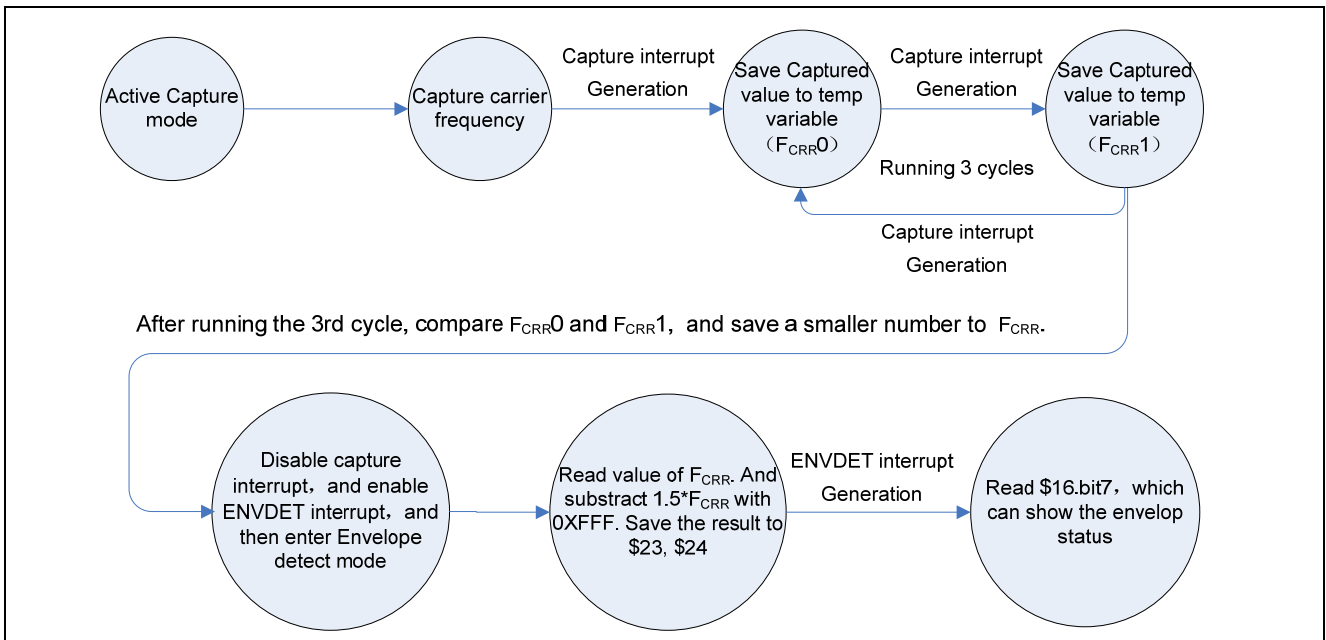 Active Capture
mode
Capture carrier
frequency
Capture interrupt
Generation
Save Captured
value to temp
variable
（FCRR0）
Capture interrupt
Generation
Save Captured
value to temp
variable
（FCRR1）
Running 3 cycles
Capture interrupt
Generation
After running the 3rd cycle, compare FCRR0 and FCRR1, and save a smaller number to FCRR.
Disable capture
interrupt，and enable
ENVDET interrupt，and
then enter Envelope
detect mode
Read value of FCRR. And
substract 1.5*FCRR with
0XFFF. Save the result to
$23, $24
ENVDET interrupt
Generation
Read $16.bit7，which
can show the envelop
status